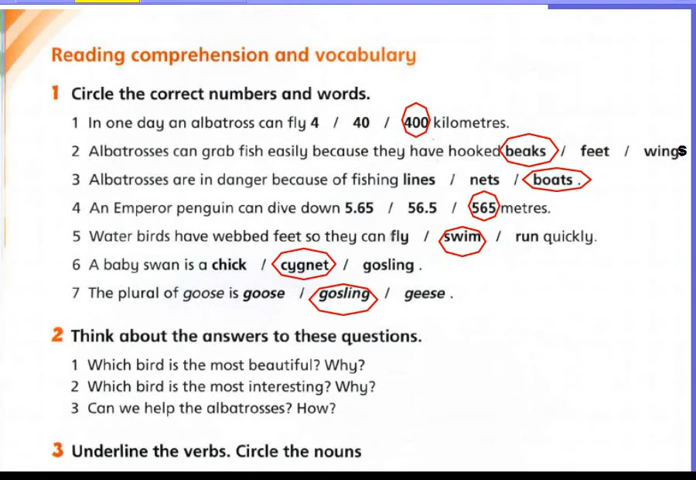 Reading comprehension and vocabulary
1 Circle the correct numbers and words.
1 In one day an albatross can fly 4 / 40 / 400 kilometres.
2 Albatrosses can grab fish easily because they have hooked beaks / feet / wings
3 Albatrosses are in danger because of fishing lines / nets / boats .
4 An Emperor penguin can dive down 5.65 / 56.5 / 565 metres.
5 Water birds have webbed feet so they can fly / swim / run quickly.
6 A baby swan is a chick / cygnet / gosling .
7 The plural of goose is goose / gosling / geese .
2 Think about the answers to these questions.
1 Which bird is the most beautiful? Why?
2 Which bird is the most interesting? Why?
3 Can we help the albatrosses? How?
3 Underline the verbs. Circle the nouns